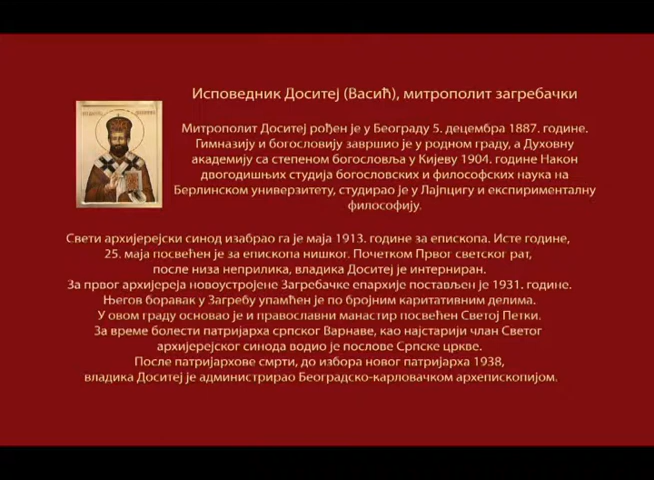 Исповедник Доситеј (Васић), митрополит загребачки
Митрополит Доситеј рођен је у Београду 5. децембра 1887. године.
Гимназију и богословију завршио је у родном граду, а Духовну
академију са степеном богословља у Кијеву 1904. године Након
двогодишњих студија богословских и философских наука на
Берлинском универзитету, студирао је у Лајпцигу и експирименталну
философију.
Свети архијерејски синод изабрао га је маја 1913. године за епископа. Исте године,
25. маја посвећен је за епископа нишког. Почетком Првог светског рат,
после низа неприлика, владика Доситеј је интерниран.
За првог архијереја новоустројене Загребачке епархије постављен је 1931. године.
Његов боравак у Загребу упамћен је по бројним каритативним делима.
У овом граду основао је и православни манастир посвећен Светој Петки.
За време болести патријарха српског Варнаве, као најстарији члан Светог
архијерејског синода водио је послове Српске цркве.
После патријархове смрти, до избора новог патријарха 1938,
владика Доситеј је администрирао Београдско-карловачком архепископијом.